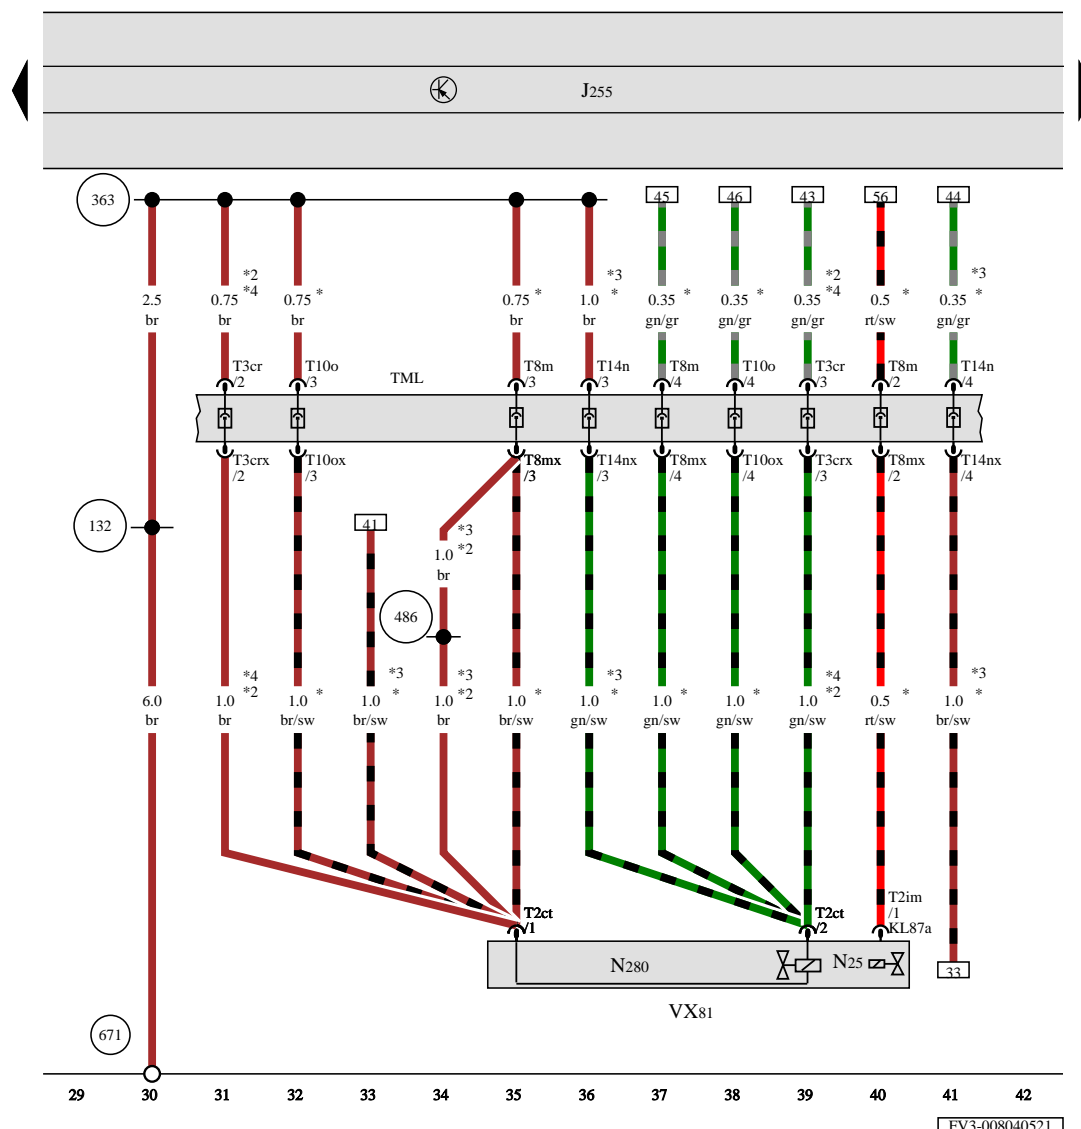 J255
363
45 46 43 56 44
*2 *3 *2 *3
*4 *4
2.5 0.75 0.75 * 0.75 * 1.0 * 0.35 * 0.35 * 0.35 0.5 * 0.35 *
br br br br br gn/gr gn/gr gn/gr rt/sw gn/gr
T3cr T10o TML T8m T14n T8m T10o T3cr T8m T14n
/2 /3 /3 /3 /4 /4 /3 /2 /4
T3crx T10ox T8mx T14nx T8mx T10ox T3crx T8mx T14nx
/2 /3 /3 /3 /4 /4 /3 /2 /4
132 41 *3
1.0 *2
br
486
*4 *3 *3 *3 *4 *3
*2 *2 *2
6.0 1.0 1.0 * 1.0 * 1.0 1.0 * 1.0 * 1.0 * 1.0 * 1.0 0.5 * 1.0 *
br br br/sw br/sw br br/sw gn/sw gn/sw gn/sw gn/sw rt/sw br/sw
T2im
T2ct T2ct /1
/1 /2 KL87a
N280 N25 33
VX81
671
29 30 31 32 33 34 35 36 37 38 39 40 41 42
FV3-008040521